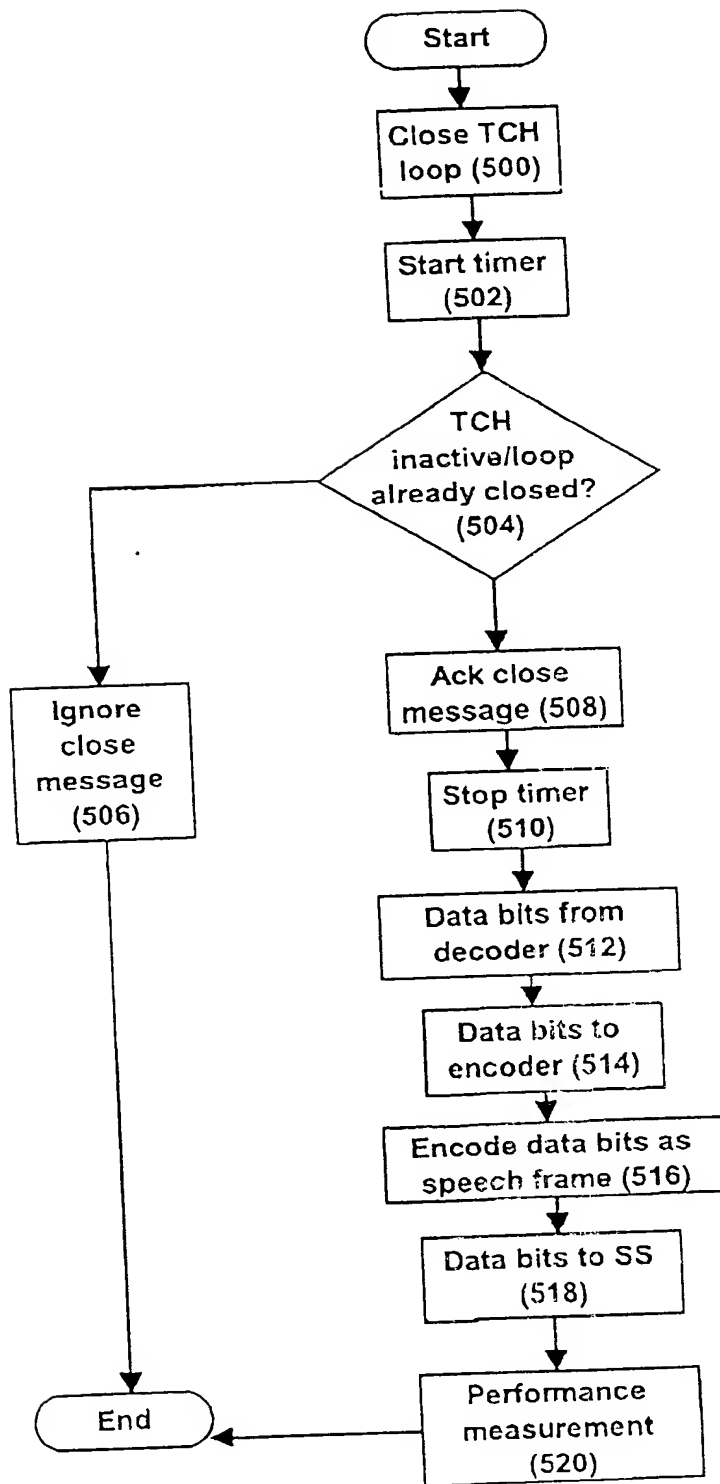 Start
Close TCH
loop (500)
Start timer
(502)
TCH
inactive/loop
already closed?
(504)
Ack close
message (508)
Ignore
close
message
(506)
Stop timer
(510)
Data bits from
decoder (512)
Data bits to
encoder (514)
Encode data bits as
speech frame (516)
Data bits to SS
(518)
Performance
measurement
(520)
End